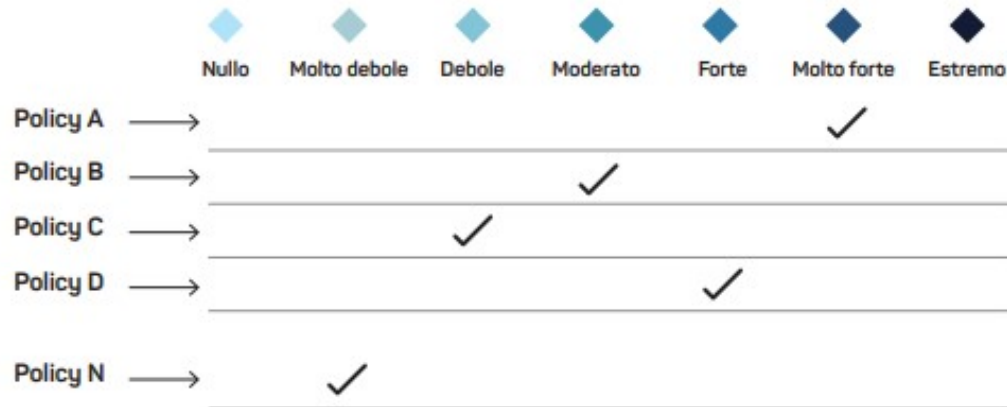 Nullo Molto debole Debole Moderato Forte Molto forte Estremo
Policy A
Policy B
Policy C
Policy D
Policy N